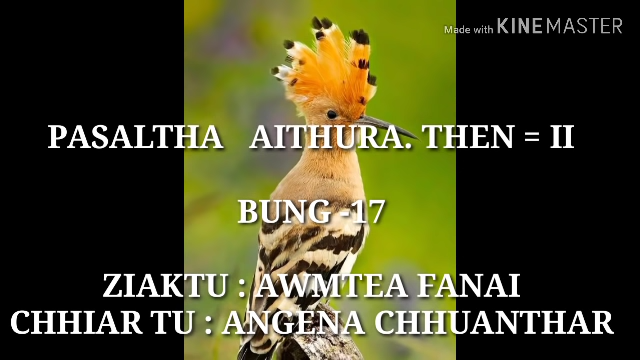 Made with KINEMASTER
PASALTHA AITHURA. THEN = II
BUNG -17
ZIAKTU : AWMTEA FANAI
CHHIAR TU : ANGENA CHHUANTHAR